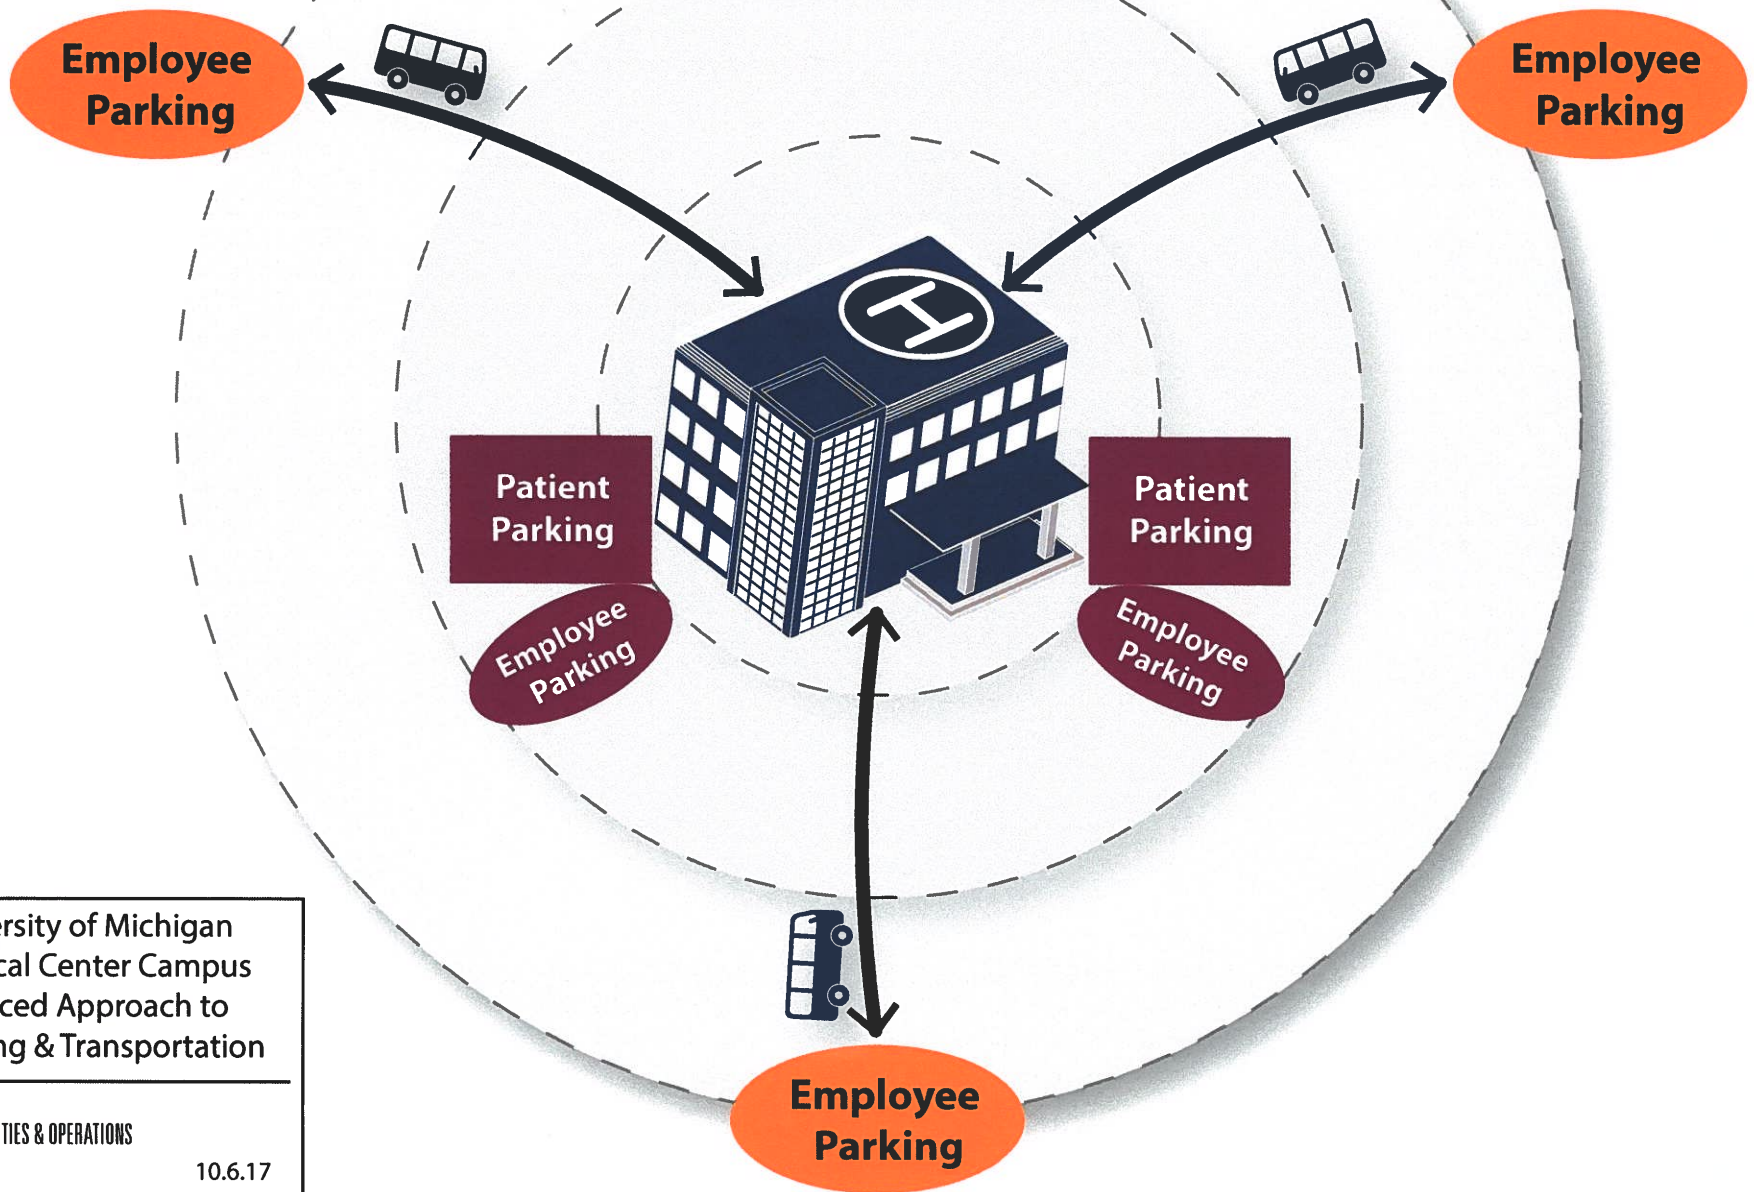 Employee
Parking
Employee
Parking
H
Patient
Parking
Patient
Parking
Employee
Parking
Employee
Parking
Employee
Parking
ersity of Michigan
cal Center Campus
ced Approach to
ng & Transportation
TIES & OPERATIONS
10.6.17